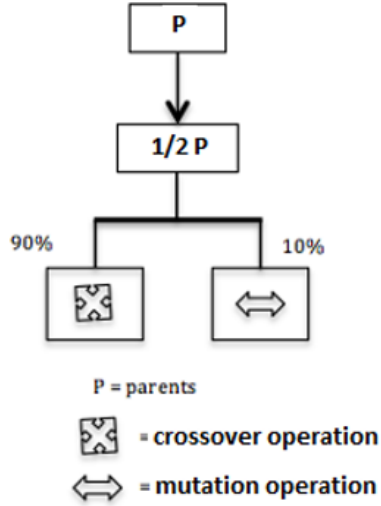 P
1/2 P
90%
10%
P = parents
= crossover operation
= mutation operation